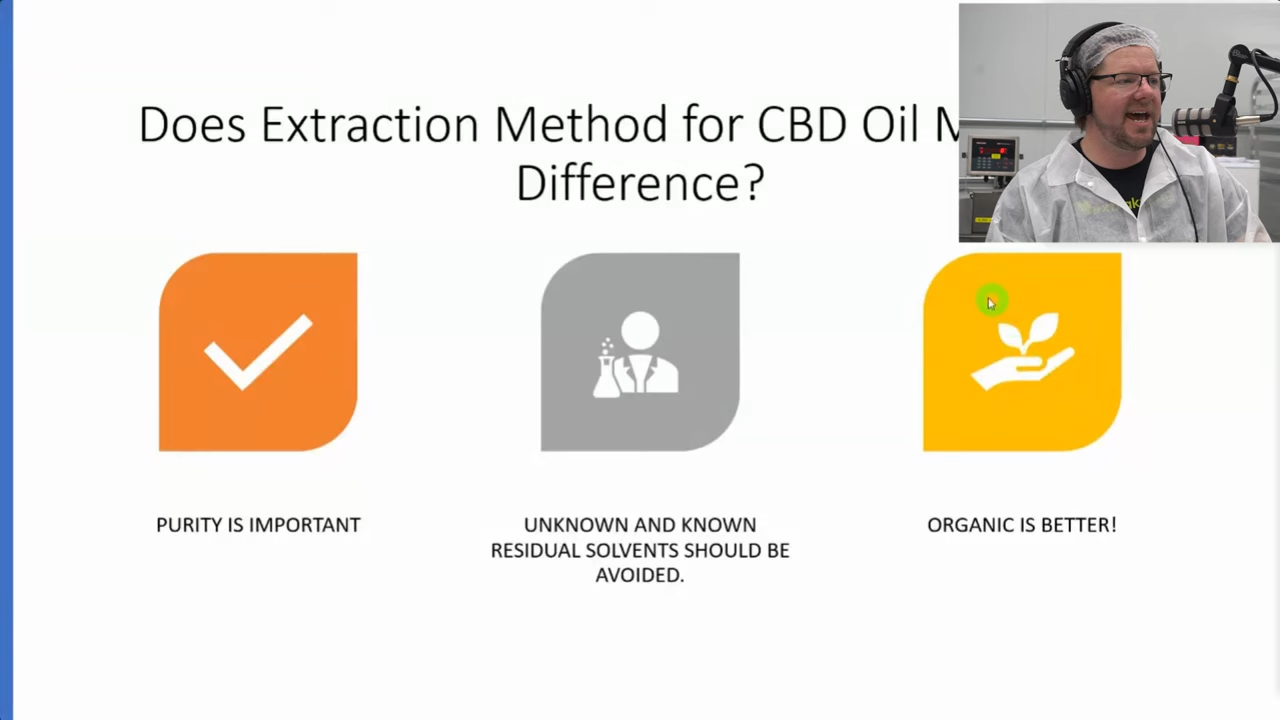 Does Extraction Method for CBD Oil
Difference?
PURITY IS IMPORTANT
UNKNOWN AND KNOWN
RESIDUAL SOLVENTS SHOULD BE
AVOIDED.
ORGANIC IS BETTER!